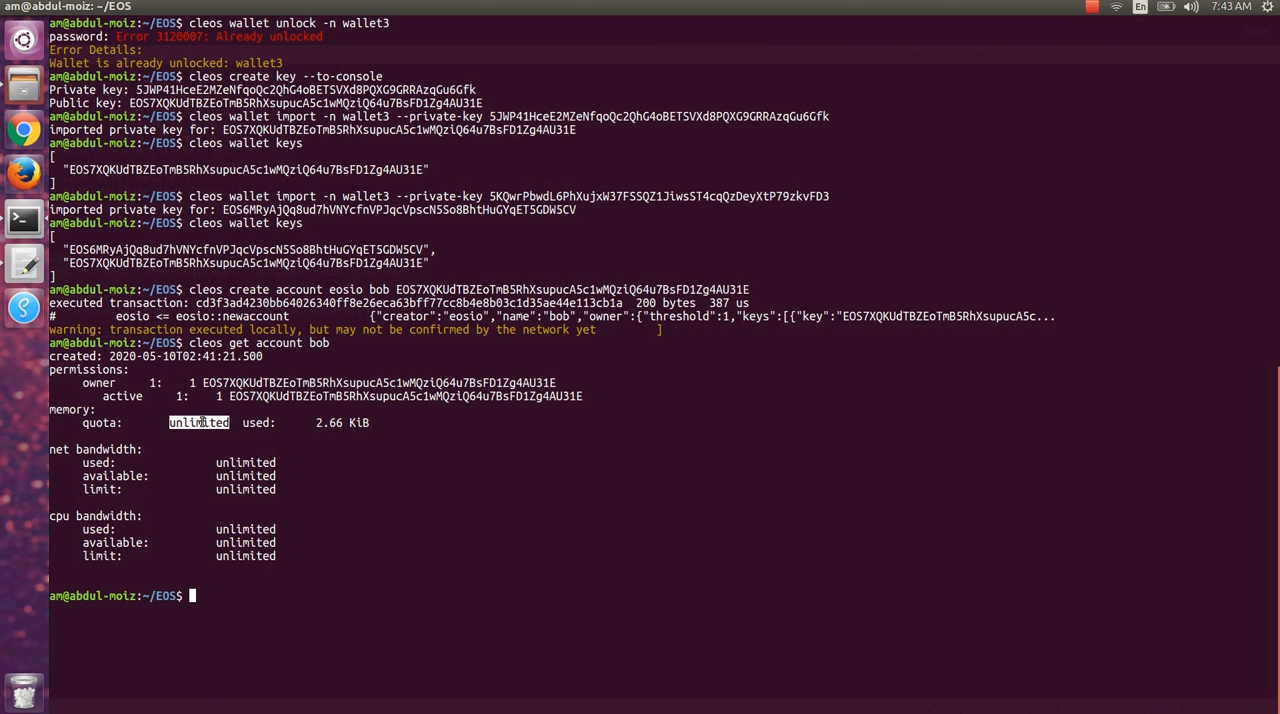 am@abdul-moiz: ~/EOS
En
7:43 AM
am@abdul-moiz:~/EOS$ cleos wallet unlock -n wallet3
password: Error 3120007: Already unlocked
Error Details:
Wallet is already unlocked: wallet3
am@abdul-moiz:~/EOS$ cleos create key --to-console
Private key: 5JWP41HceE2MZeNfqoQc2QhG4oBETSVXd8PQXG9GRRAzqGu6Gfk
Public key: EOS7XQKUdTBZEoTmB5RhXsupucA5c1wMQziQ64u7BsFD1Zg4AU31E
am@abdul-moiz:~/EOS$ cleos wallet import -n wallet3 --private-key 5JWP41HceE2MZeNfqoQc2QhG4oBETSVXd8PQXG9GRRAzqGu6Gfk
imported private key for: EOS7XQKUdTBZEoTmB5RhXsupucA5c1wMQziQ64u7BsFD1Zg4AU31E
am@abdul-moiz:~/EOS$ cleos wallet keys
[
"EOS7XQKUdTBZEoTmB5RhXsupucA5c1wMQziQ64u7BsFD1Zg4AU31E"
]
am@abdul-moiz:~/EOS$ cleos wallet import -n wallet3 --private-key 5KQwrPbwdL6PhXujxW37FSSQZ1JiwsST4cqQzDeyXtP79zkvFD3
imported private key for: EOS6MRyAjQq8ud7hVNYcfnVPJqcVpscN5So8BhtHuGYqET5GDW5CV
am@abdul-moiz:~/EOS$ cleos wallet keys
[
"EOS6MRyAjQq8ud7hVNYcfnVPJqcVpscN5So8BhtHuGYqET5GDW5CV",
"EOS7XQKUdTBZEoTmB5RhXsupucA5c1wMQziQ64u7BsFD1Zg4AU31E"
]
am@abdul-moiz:~/EOS$ cleos create account eosio bob EOS7XQKUdTBZEoTmB5RhXsupucA5c1wMQziQ64u7BsFD1Zg4AU31E
executed transaction: cd3f3ad4230bb64026340ff8e26eca63bff77cc8b4e8b03c1d35ae44e113cb1a 200 bytes 387 us
# eosio <= eosio::newaccount {"creator":"eosio","name":"bob","owner":{"threshold":1,"keys":[{"key":"EOS7XQKUdTBZEoTmB5RhXsupucA5c...
warning: transaction executed locally, but may not be confirmed by the network yet ]
am@abdul-moiz:~/EOS$ cleos get account bob
created: 2020-05-10T02:41:21.500
permissions:
owner 1: 1 EOS7XQKUdTBZEoTmB5RhXsupucA5c1wMQziQ64u7BsFD1Zg4AU31E
active 1: 1 EOS7XQKUdTBZEoTmB5RhXsupucA5c1wMQziQ64u7BsFD1Zg4AU31E
memory:
quota: unlimited used: 2.66 KiB
net bandwidth:
used: unlimited
available: unlimited
limit: unlimited
cpu bandwidth:
used: unlimited
available: unlimited
limit: unlimited
am@abdul-moiz:~/EOS$